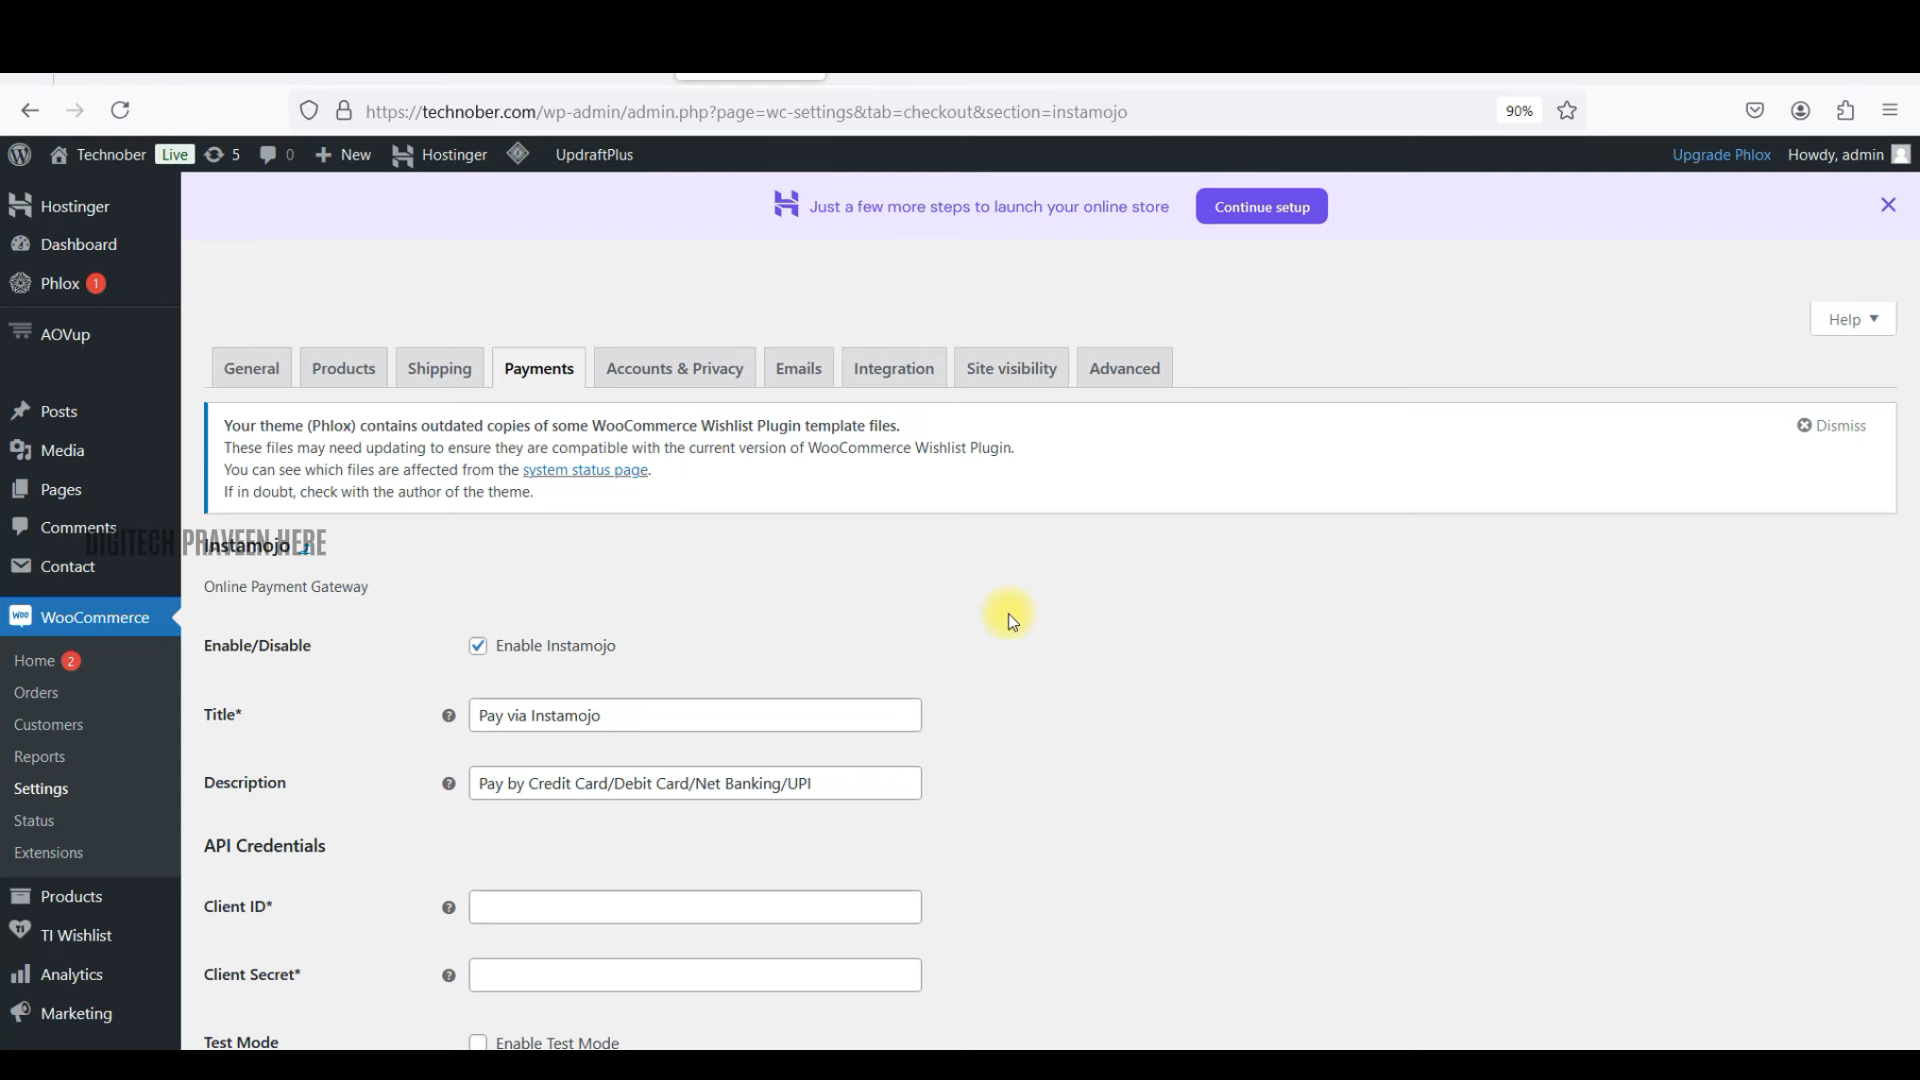 https://technober.com/wp-admin/admin.php?page=wc-settings&tab=checkout&section=instamojo
90%
Technober
Live
5
0
New
Hostinger
UpdraftPlus
Upgrade Phlox
Howdy, admin
Hostinger
Dashboard
Phlox 1
AOVup
Posts
Media
Pages
Comments
Contact
WooCommerce
Home 2
Orders
Customers
Reports
Settings
Status
Extensions
Products
TI Wishlist
Analytics
Marketing
Just a few more steps to launch your online store
Continue setup
Help
General
Products
Shipping
Payments
Accounts & Privacy
Emails
Integration
Site visibility
Advanced
Your theme (Phlox) contains outdated copies of some WooCommerce Wishlist Plugin template files.
Dismiss
These files may need updating to ensure they are compatible with the current version of WooCommerce Wishlist Plugin.
You can see which files are affected from the system status page.
If in doubt, check with the author of the theme.
DIGITECH PRAVEEN HERE
Instamojo
Online Payment Gateway
Enable/Disable
Enable Instamojo
Title*
Pay via Instamojo
Description
Pay by Credit Card/Debit Card/Net Banking/UPI
API Credentials
Client ID*
Client Secret*
Test Mode
Enable Test Mode